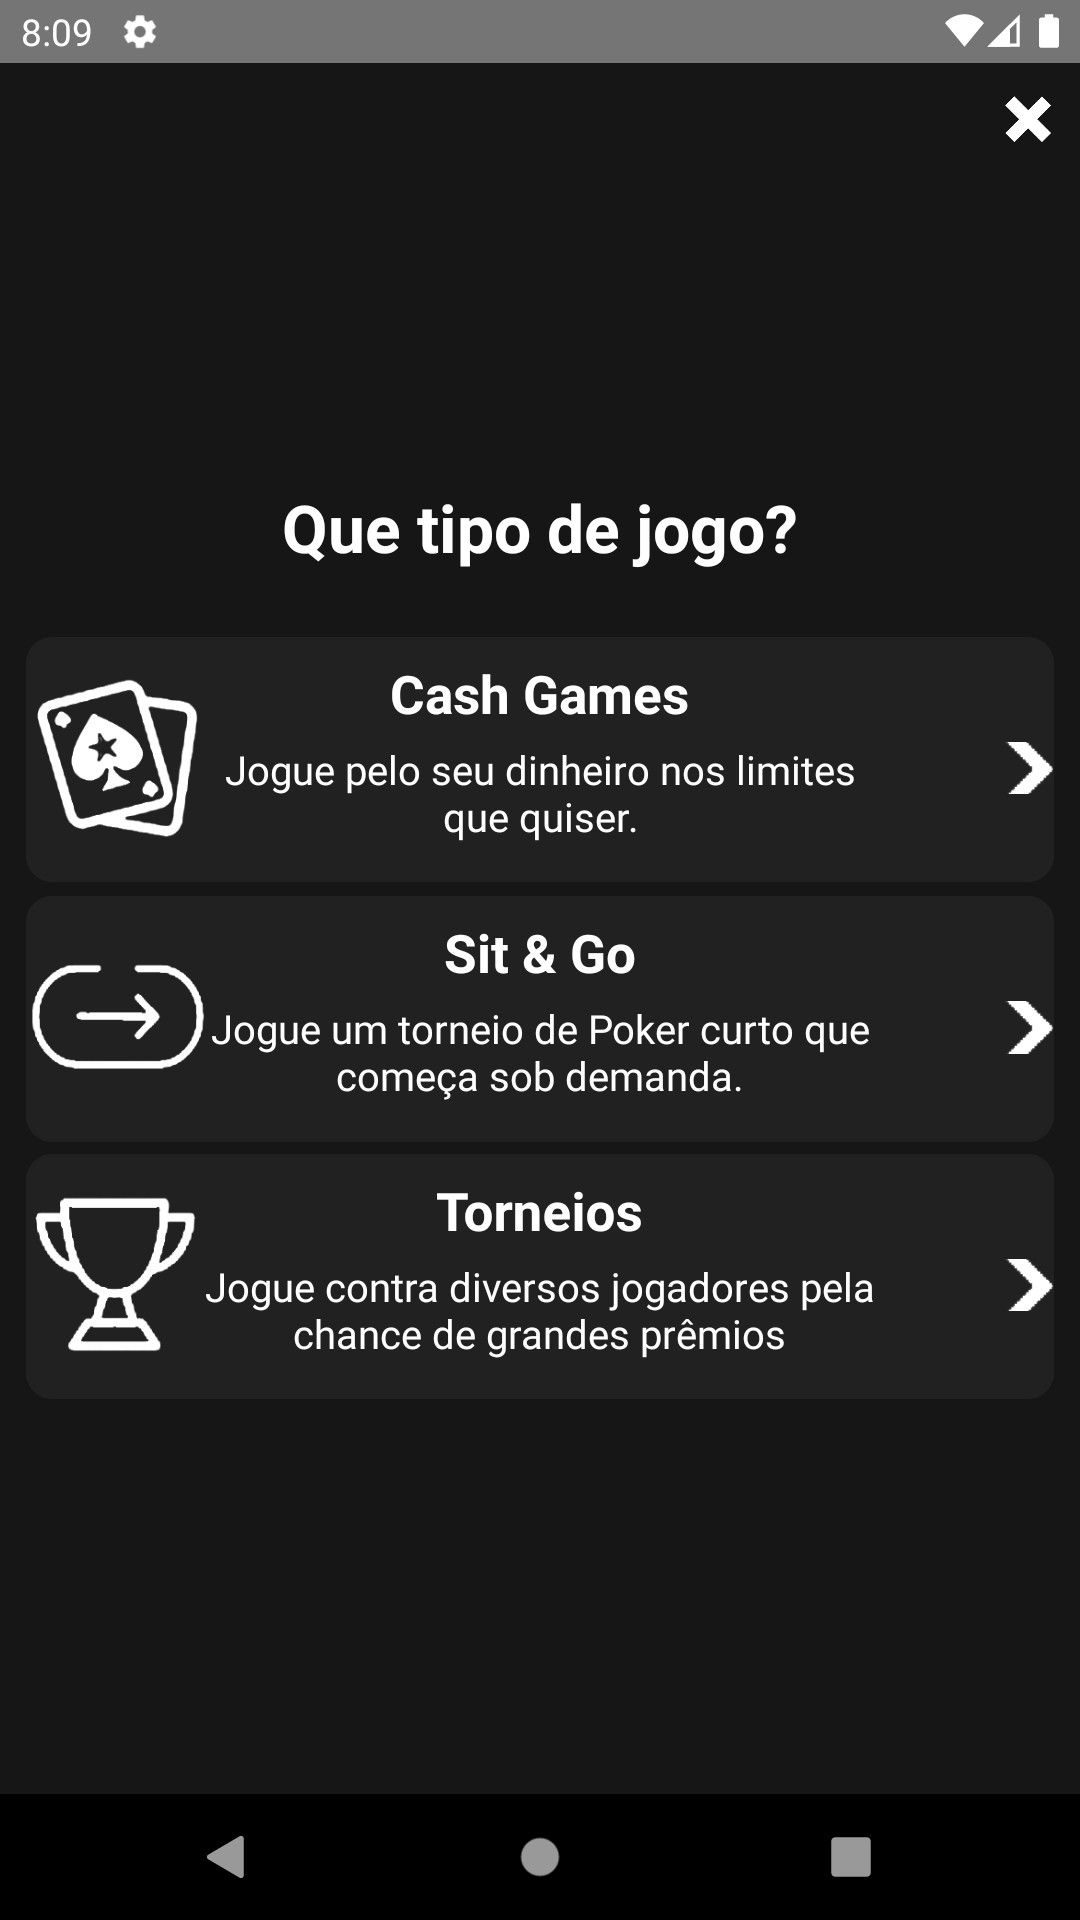 8:09
Que tipo de jogo?
Cash Games
Jogue pelo seu dinheiro nos limites
que quiser.
Sit & Go
Jogue um torneio de Poker curto que
começa sob demanda.
Torneios
Jogue contra diversos jogadores pela
chance de grandes prêmios